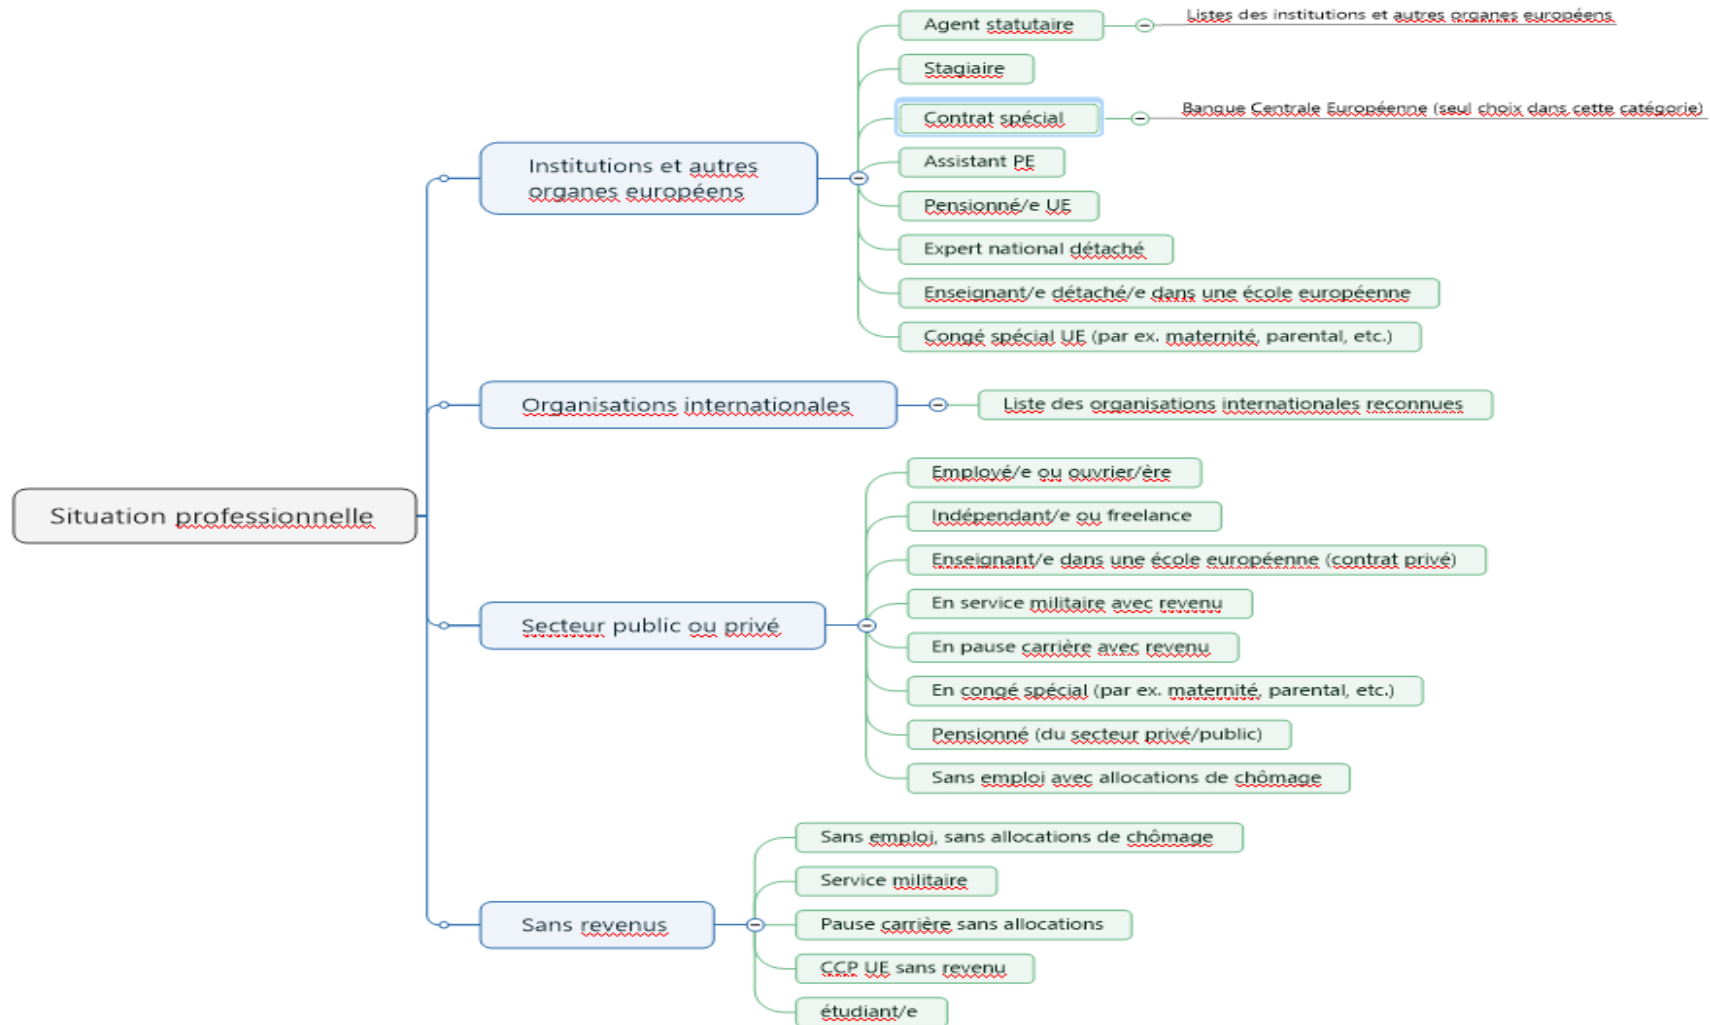 Situation professionnelle
Institutions et autres
organes européens
Agent statutaire
Listes des institutions et autres organes européens
Stagiaire
Contrat spécial
Banque Centrale Européenne (seul choix dans cette catégorie)
Assistant PE
Pensionné/e UE
Expert national détaché
Enseignant/e détaché/e dans une école européenne
Congé spécial UE (par ex. maternité, parental, etc.)
Organisations internationales
Liste des organisations internationales reconnues
Secteur public ou privé
Employé/e ou ouvrier/ère
Indépendant/e ou freelance
Enseignant/e dans une école européenne (contrat privé)
En service militaire avec revenu
En pause carrière avec revenu
En congé spécial (par ex. maternité, parental, etc.)
Pensionné (du secteur privé/public)
Sans emploi avec allocations de chômage
Sans revenus
Sans emploi, sans allocations de chômage
Service militaire
Pause carrière sans allocations
CCP UE sans revenu
étudiant/e